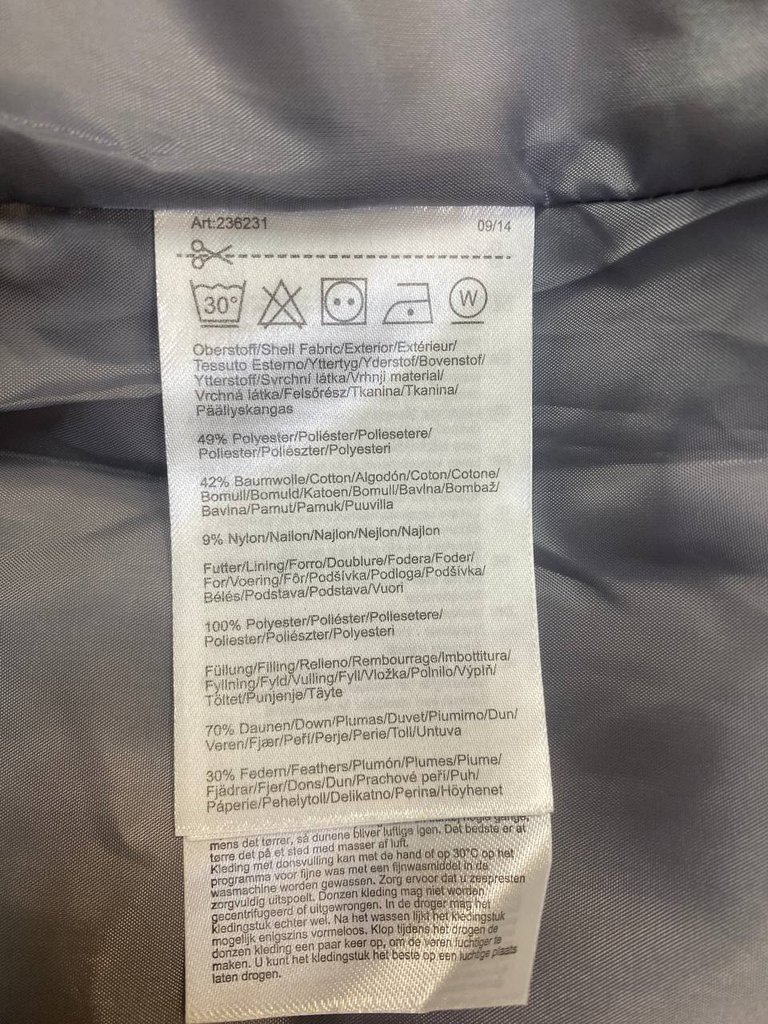 Art:236231
09/14
30°
W
Oberstoff/Shell Fabric/Exterior/Extérieur/
Tessuto Esterno/Yttertyg/Yderstof/Bovenstof/
Ytterstoff/Svrchní látka/Vrhnji material/
Vrchná látka/Felsőrész/Tkanina/Tkanina/
Päällyskangas
49% Polyester/Poliéster/Poliesetere/
Poliester/Poliészter/Polyesteri
42% Baumwolle/Cotton/Algodón/Coton/Cotone/
Bomull/Bomuld/Katoen/Bomull/Bavlna/Bombaž/
Bavlna/Pamut/Pamuk/Puuvilla
9% Nylon/Nailon/Najlon/Nejlon/Najlon
Futter/Lining/Forro/Doublure/Fodera/Foder/
For/Voering/Fôr/Podšívka/Podloga/Podšívka/
Bélés/Podstava/Podstava/Vuori
100% Polyester/Poliéster/Poliesetere/
Poliester/Poliészter/Polyesteri
Füllung/Filling/Relleno/Rembourrage/Imbottitura/
Fyllning/Fyld/Vulling/Fyll/Vložka/Polnilo/Výplň/
Töltet/Punjenje/Täyte
70% Daunen/Down/Plumas/Duvet/Piumimo/Dun/
Veren/Fjær/Peří/Perje/Perie/Toll/Untuva
30% Federn/Feathers/Plumón/Plumes/Piume/
Fjädrar/Fjer/Dons/Dun/Prachové peří/Puh/
Páperie/Pehelytoll/Delikatno/Perina/Höyhenet
nogle gange,
mens det tørrer, så dunene bliver luftige igen. Det bedste er at
tørre det på et sted med masser af luft.
Kleding met donsvulling kan met de hand of op 30°C op het
programma voor fijne was met een fijnwasmiddel in de
wasmachine worden gewassen. Zorg ervoor dat u zeepresten
zorgvuldig uitspoelt. Donzen kleding mag niet worden
gecentrifugeerd of uitgewrongen. In de droger mag het
kledingstuk echter wel. Na het wassen lijkt het kledingstuk
mogelijk enigszins vormeloos. Klop tijdens het drogen de
donzen kleding een paar keer op, om de veren luchtiger te
maken. U kunt het kledingstuk het beste op een luchtige plaats
laten drogen.